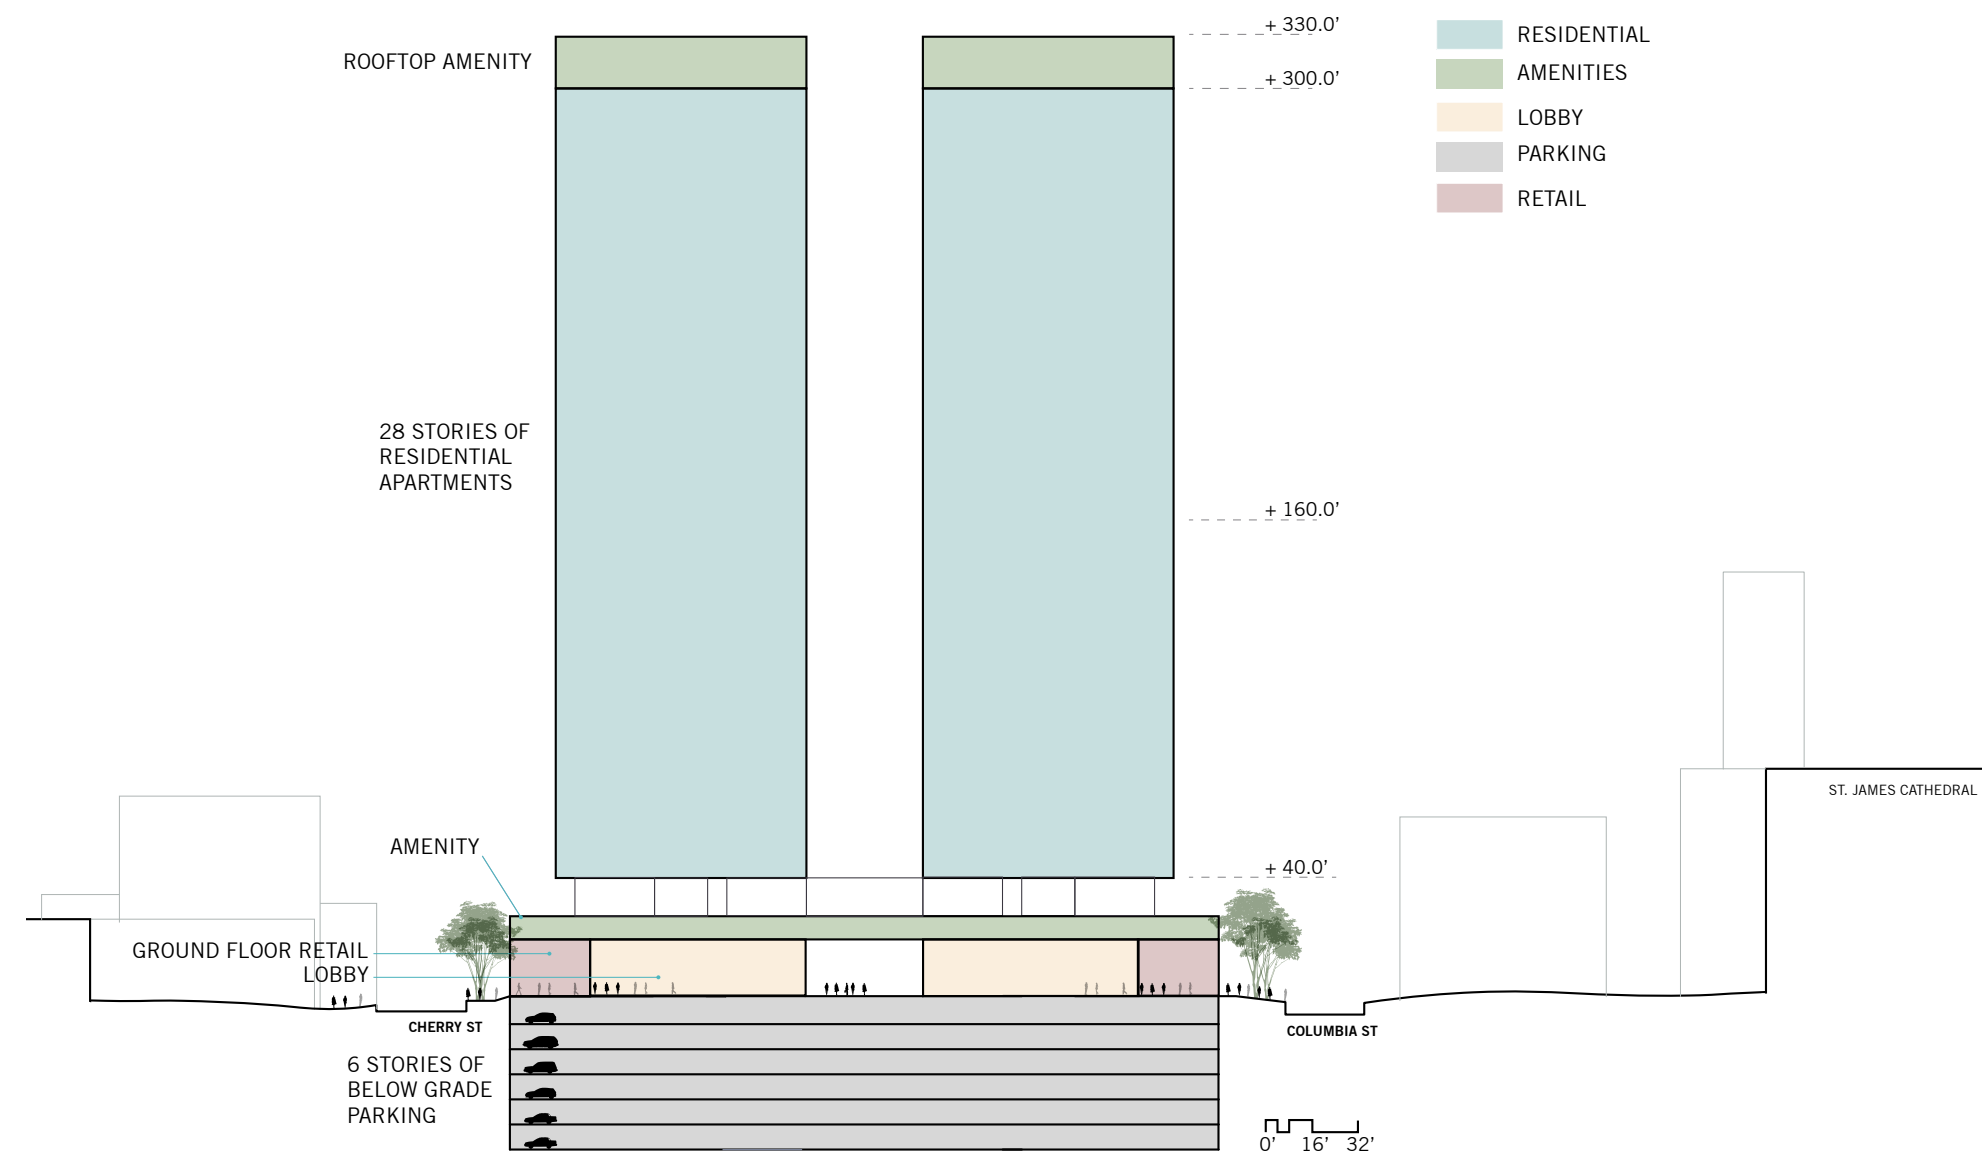 + 330.0’
RESIDENTIAL
ROOFTOP AMENITY
+ 300.0’
AMENITIES
LOBBY
PARKING
RETAIL
28 STORIES OF
RESIDENTIAL
APARTMENTS
+ 160.0’
ST. JAMES CATHEDRAL
AMENITY
+ 40.0’
GROUND FLOOR RETAIL
LOBBY
CHERRY ST
COLUMBIA ST
6 STORIES OF
BELOW GRADE
PARKING
0’ 16’ 32’